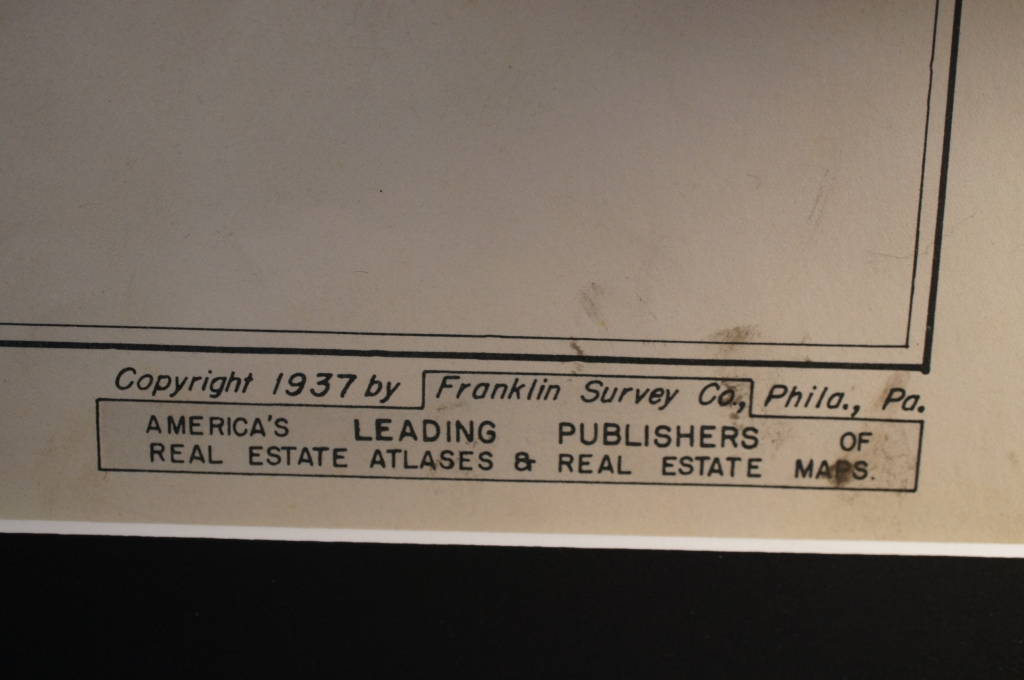 Copyright 1937 by Franklin Survey Co., Phila., Pa.
AMERICA'S LEADING PUBLISHERS OF
REAL ESTATE ATLASES & REAL ESTATE MAPS.